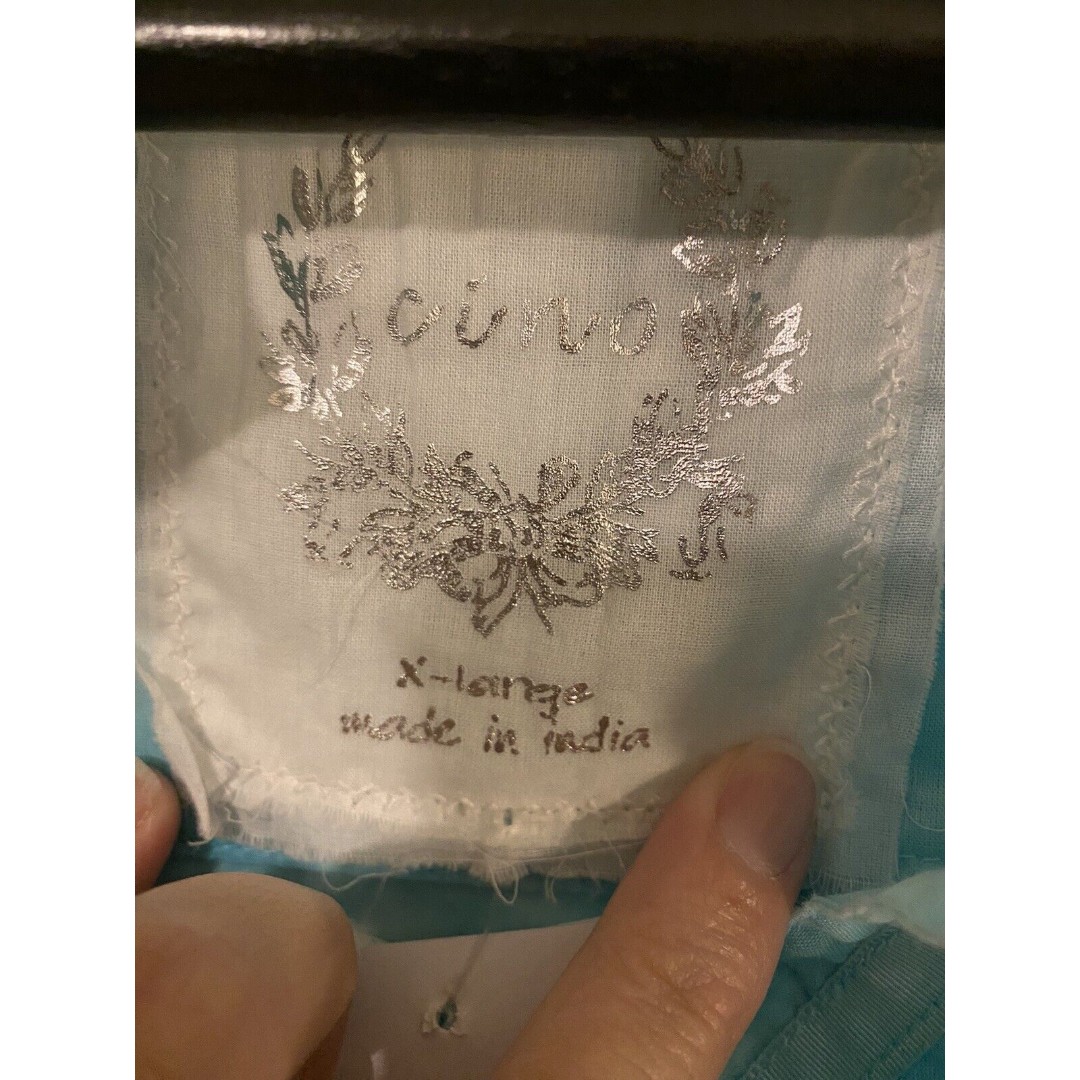 cino
X-large
made in india